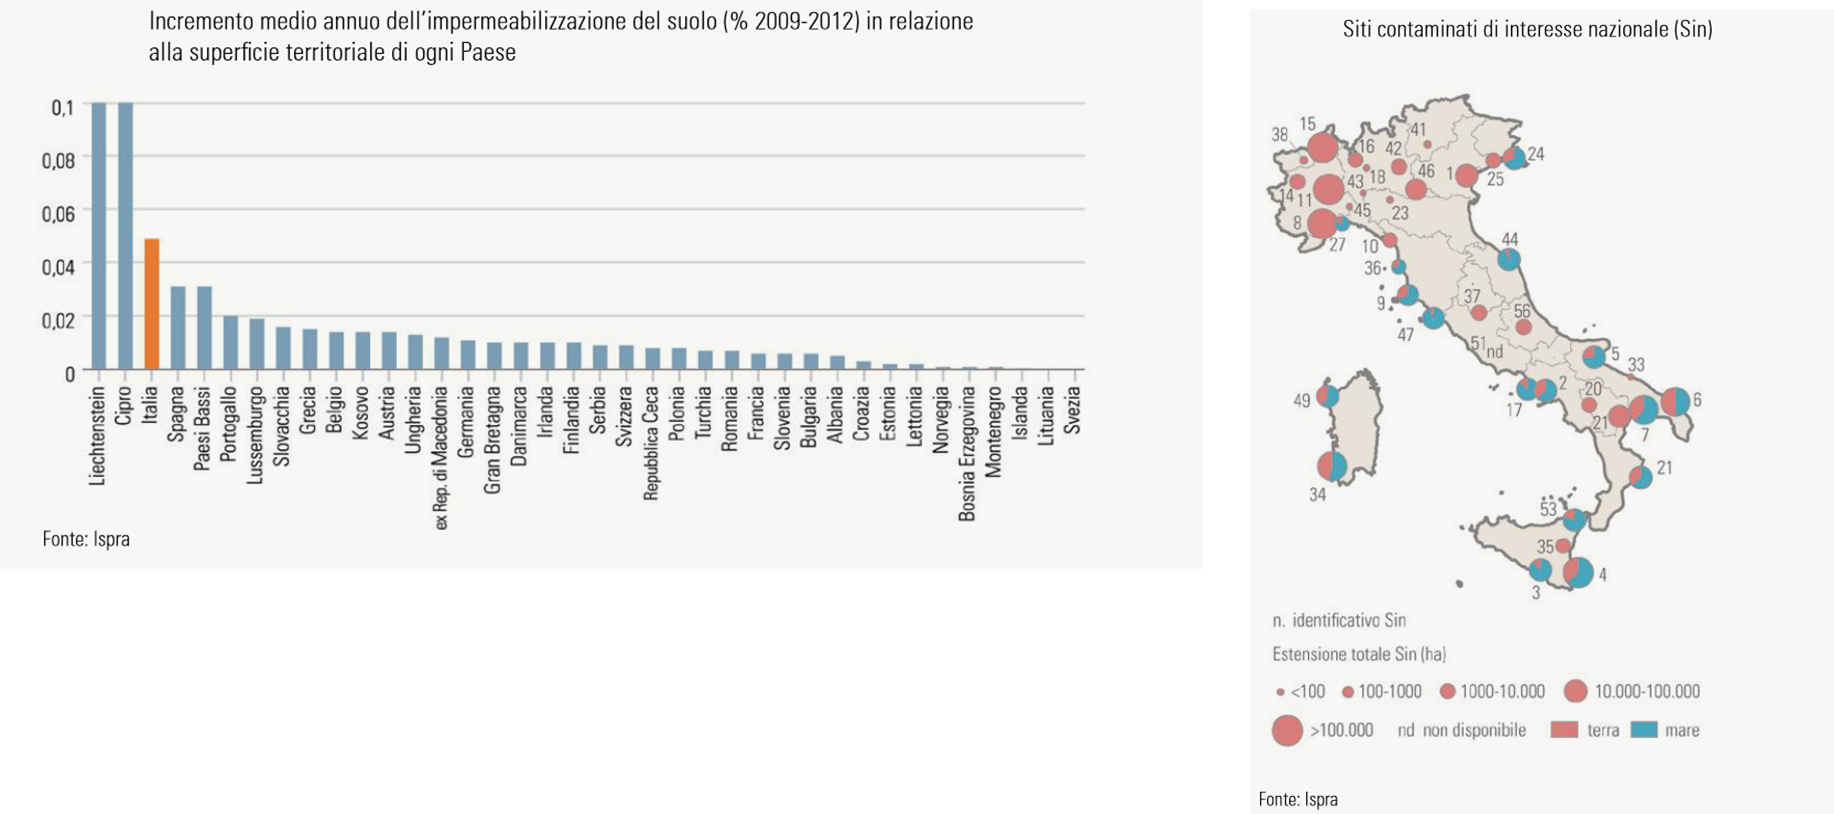 Incremento medio annuo dell'impermeabilizzazione del suolo (% 2009-2012) in relazione
alla superficie territoriale di ogni Paese
0,1
0,08
0,06
0,04
0,02
0
Liechtenstein
Cipro
Italia
Spagna
Paesi Bassi
Portogallo
Lussemburgo
Slovacchia
Grecia
Belgio
Kosovo
Austria
Ungheria
ex Rep. di Macedonia
Germania
Gran Bretagna
Danimarca
Irlanda
Finlandia
Serbia
Svizzera
Repubblica Ceca
Polonia
Turchia
Romania
Francia
Slovenia
Bulgaria
Albania
Croazia
Estonia
Lettonia
Norvegia
Bosnia Erzegovina
Montenegro
Islanda
Lituania
Svezia
Fonte: Ispra
Siti contaminati di interesse nazionale (Sin)
15
38
41
16
42
24
14
11
43
18
46
1
25
8
45
23
27
10
44
36
9
37
56
47
51
nd
5
33
49
17
2
20
6
21
7
34
21
53
35
3
4
n. identificativo Sin
Estensione totale Sin (ha)
<100 100-1000 1000-10.000 10.000-100.000
>100.000 nd non disponibile terra mare
Fonte: Ispra